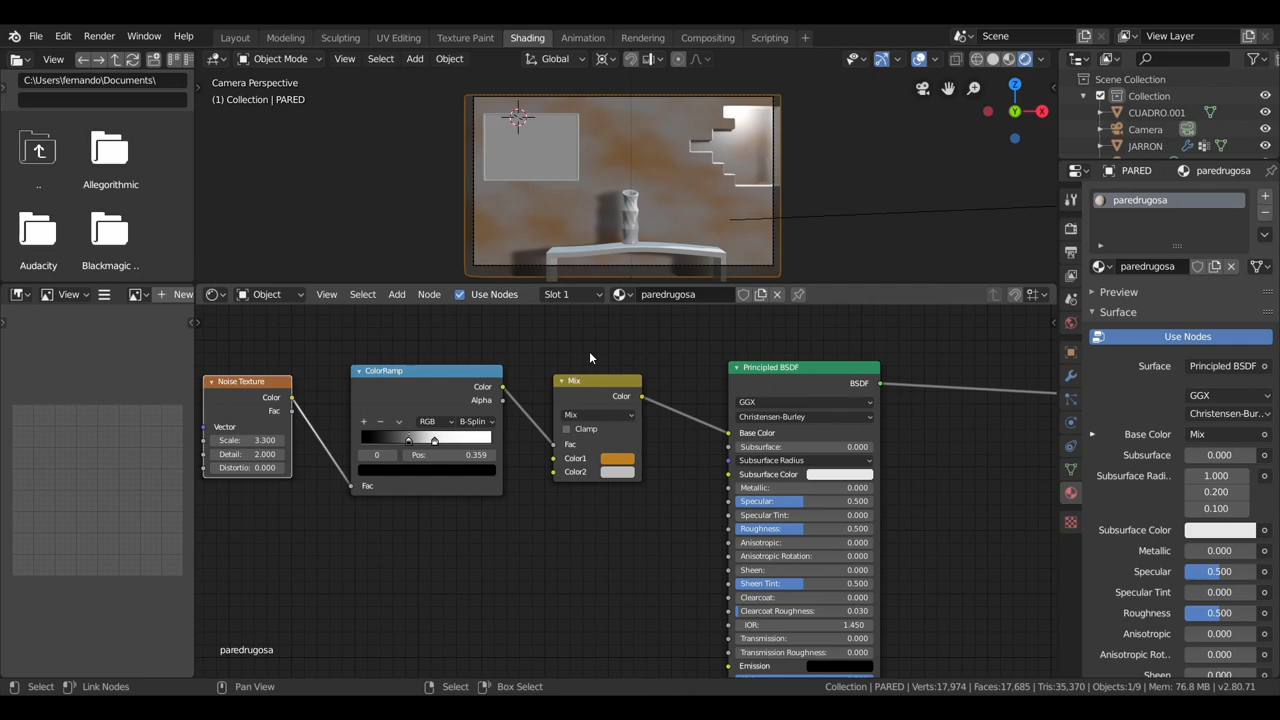 File Edit Render Window Help
Layout Modeling Sculpting UV Editing Texture Paint Shading Animation Rendering Compositing Scripting +
Scene
View Layer
View
Object Mode View Select Add Object
Global
C:\Users\fernando\Documents\
Camera Perspective
(1) Collection | PARED
Z
Y
X
Scene Collection
Collection
CUADRO.001
Camera
JARRON
..
Allegorithmic
Audacity
Blackmagic ..
PARED
paredrugosa
paredrugosa
paredrugosa
View
New
Object View Select Add Node Use Nodes Slot 1 paredrugosa
Preview
Surface
Use Nodes
Surface Principled BSDF
GGX
Christensen-Bur..
Base Color Mix
Subsurface 0.000
Subsurface Radi.. 1.000
0.200
0.100
Subsurface Color
Metallic 0.000
Specular 0.500
Specular Tint 0.000
Roughness 0.500
Anisotropic 0.000
Anisotropic Rot.. 0.000
Sheen 0.000
Noise Texture
Color
Fac
Vector
Scale: 3.300
Detail: 2.000
Distortio: 0.000
ColorRamp
Color
Alpha
RGB B-Splin
0 Pos: 0.359
Fac
Mix
Color
Mix
Clamp
Fac
Color1
Color2
Principled BSDF
BSDF
GGX
Christensen-Burley
Base Color
Subsurface: 0.000
Subsurface Radius
Subsurface Color
Metallic: 0.000
Specular: 0.500
Specular Tint: 0.000
Roughness: 0.500
Anisotropic: 0.000
Anisotropic Rotation: 0.000
Sheen: 0.000
Sheen Tint: 0.500
Clearcoat: 0.000
Clearcoat Roughness: 0.030
IOR: 1.450
Transmission: 0.000
Transmission Roughness: 0.000
Emission
paredrugosa
Select Link Nodes Pan View Select Box Select
Collection | PARED | Verts:17,974 | Faces:17,685 | Tris:35,370 | Objects:1/9 | Mem: 76.8 MB | v2.80.71